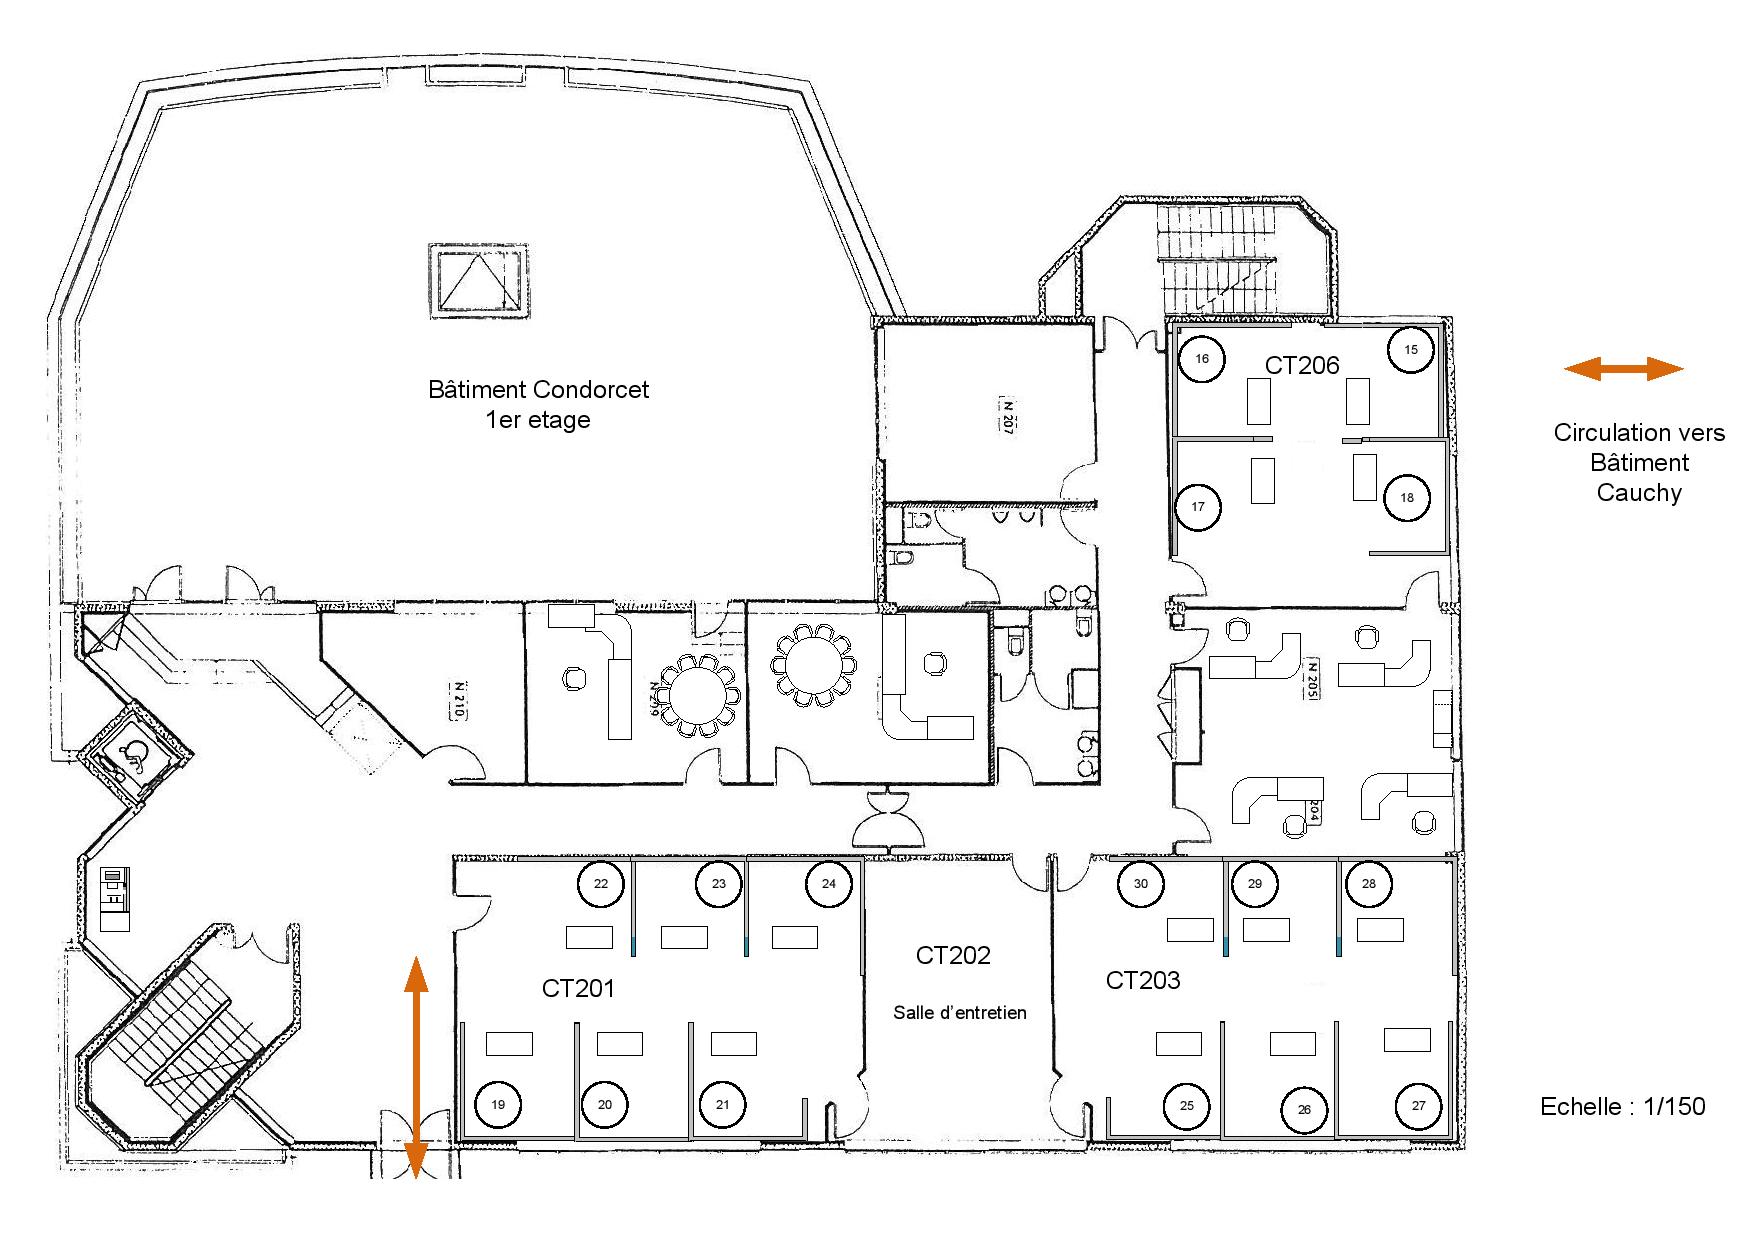 16
15
CT206
Bâtiment Condorcet
1er etage
N 207
Circulation vers
Bâtiment
Cauchy
17
18
N 210
N 205
204
22
23
24
30
29
28
CT202
CT203
CT201
Salle d'entretien
19
20
21
25
26
27
Echelle : 1/150